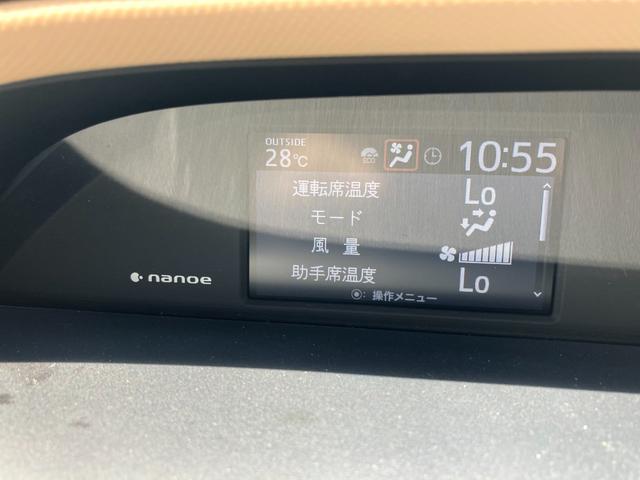 OUTSIDE
28℃
ECO
10:55
運転席温度 Lo
モード
風量
助手席温度 Lo
◉: 操作メニュー
nanoe